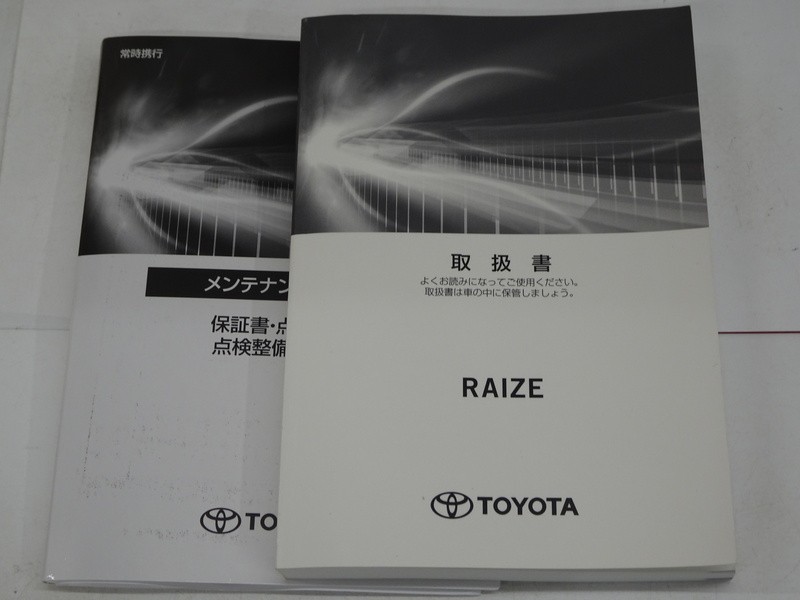 常時携行
メンテナン
保証書・点
点検整備
TO
取扱書
よくお読みになってご使用ください。
取扱書は車の中に保管しましょう。
RAIZE
TOYOTA